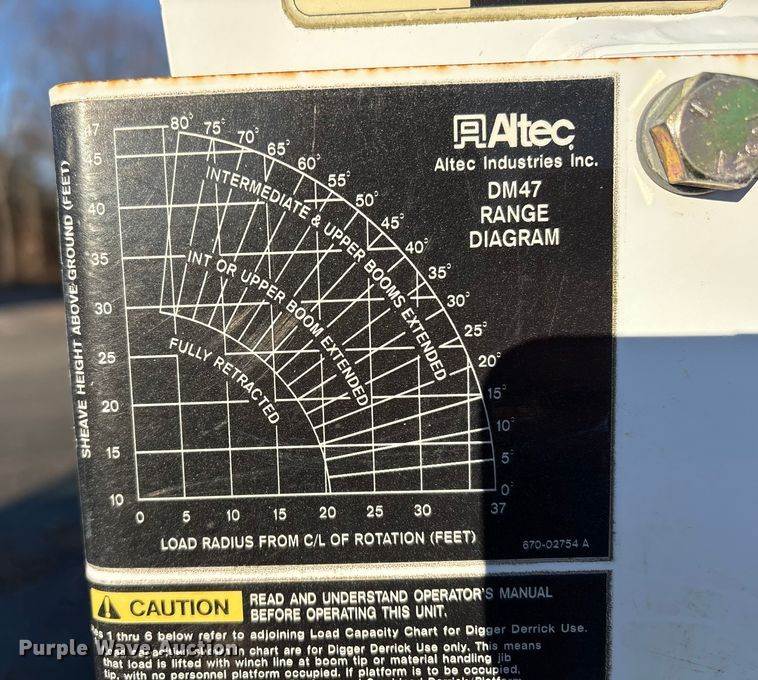 Altec
Altec Industries Inc.
DM47
RANGE
DIAGRAM
SHEAVE HEIGHT ABOVE GROUND (FEET)
47
45
40
35
30
25
20
15
10
80°
75°
70°
65°
60°
55°
50°
45°
40°
35°
30°
25°
20°
15°
10°
5°
0°
INTERMEDIATE & UPPER BOOMS EXTENDED
INT OR UPPER BOOM EXTENDED
FULLY RETRACTED
0 5 10 15 20 25 30 37
LOAD RADIUS FROM C/L OF ROTATION (FEET)
670-02754 A
CAUTION
READ AND UNDERSTAND OPERATOR'S MANUAL
BEFORE OPERATING THIS UNIT.
1 thru 6 below refer to adjoining Load Capacity Chart for Digger Derrick Use.
chart are for Digger Derrick Use only. This means
that load is lifted with winch line at boom tip or material handling jib
tip, with no personnel platform occupied. If platform is to be occupied,
Purple Wave Auction